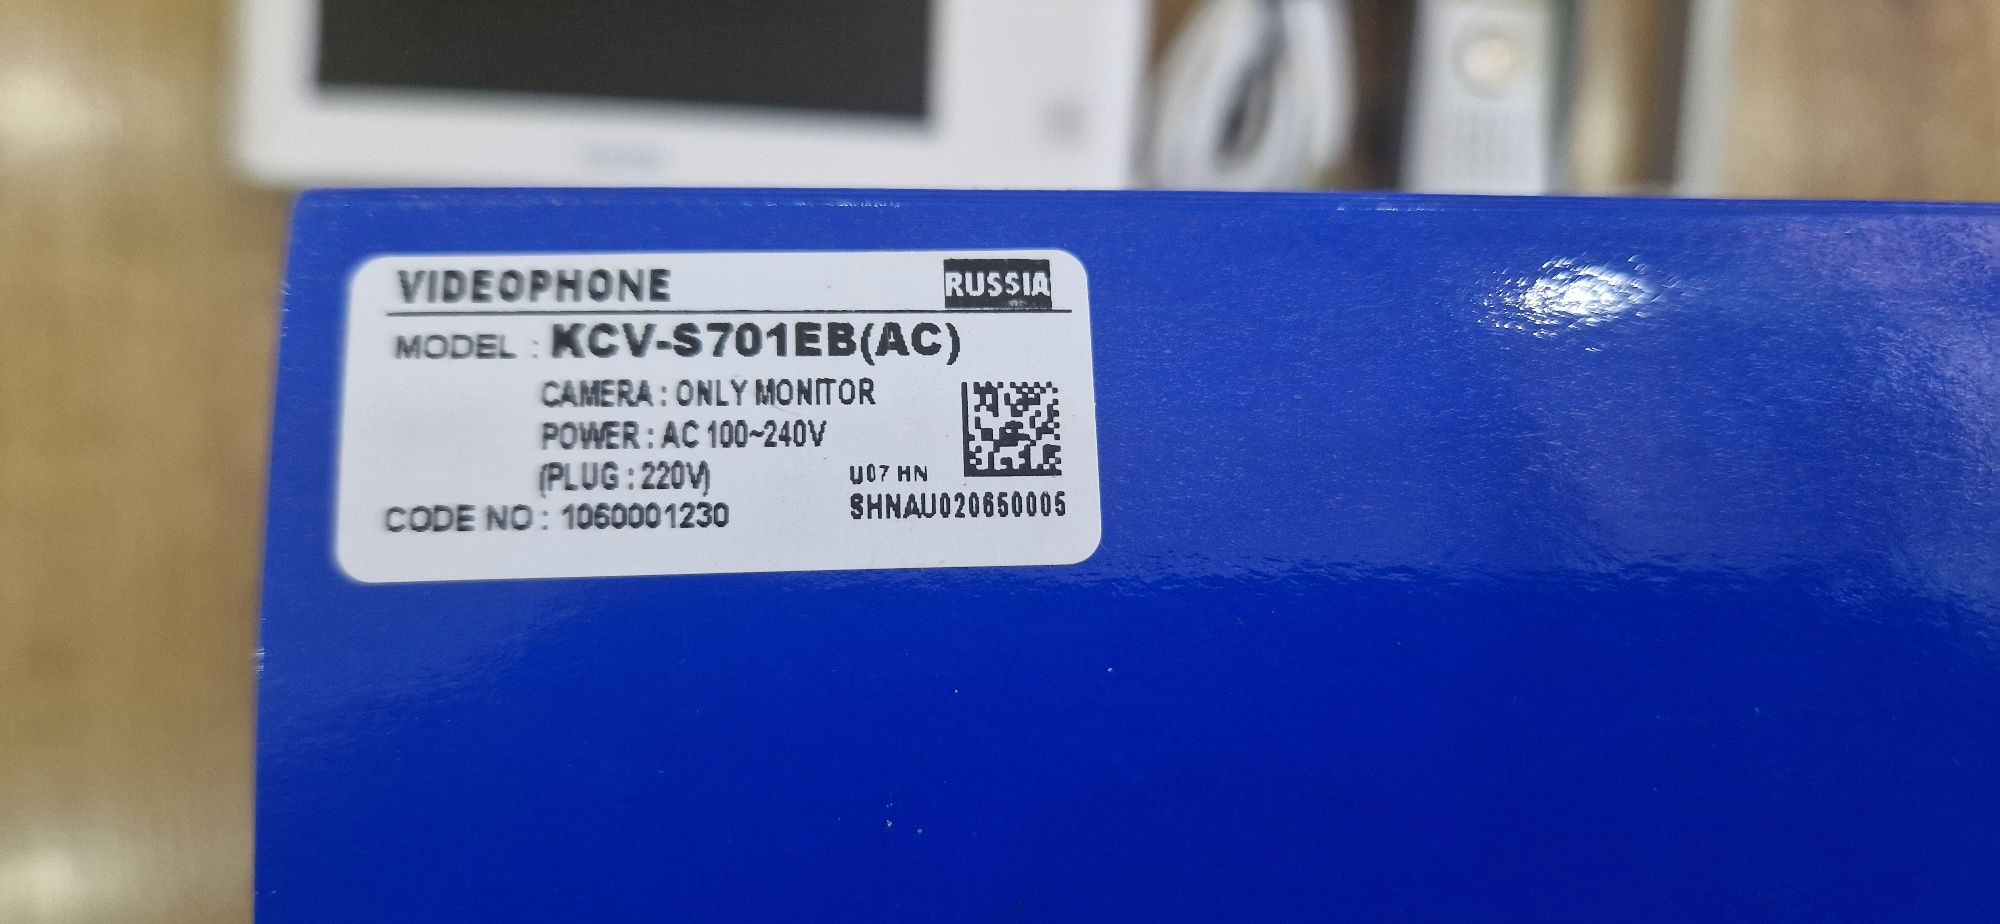 VIDEOPHONE RUSSIA
MODEL : KCV-S701EB(AC)
CAMERA : ONLY MONITOR
POWER : AC 100~240V
(PLUG : 220V)
U07 HN
CODE NO : 1060001230
SHNAU020650005